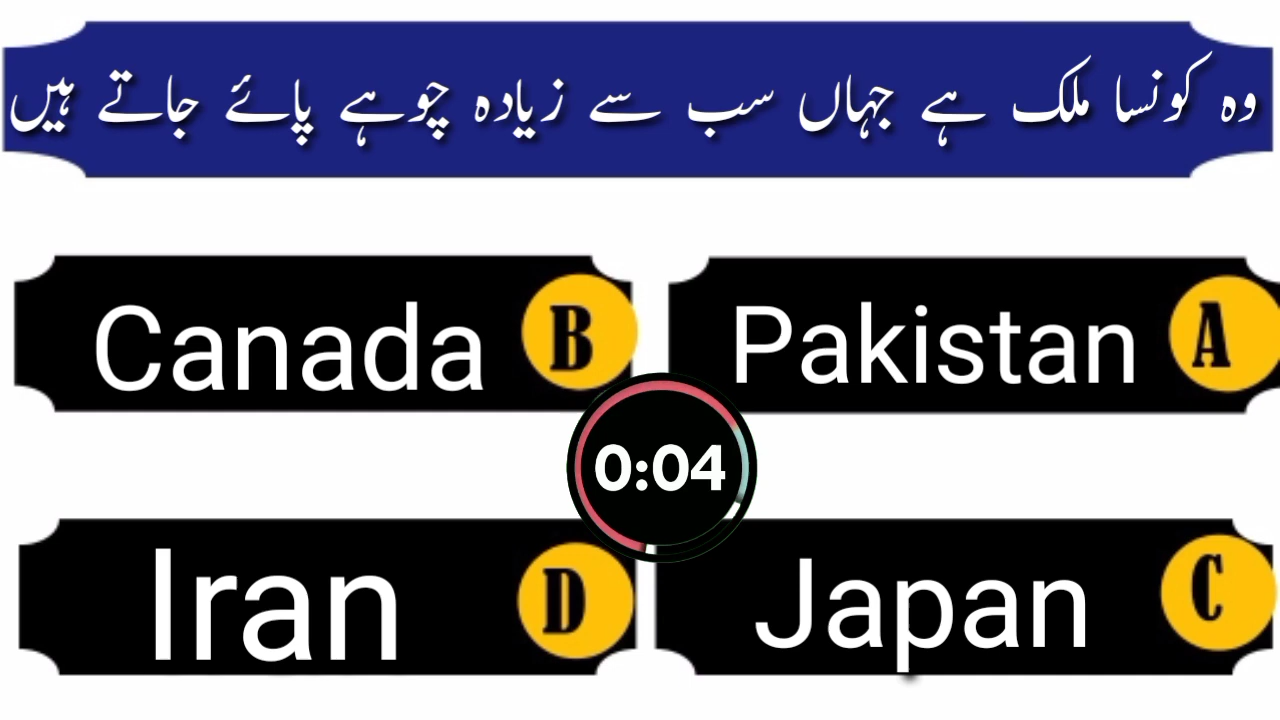 وہ کونسا ملک ہے جہاں سب سے زیادہ چوہے پائے جاتے ہیں
Pakistan A
Canada B
0:04
Japan C
Iran D